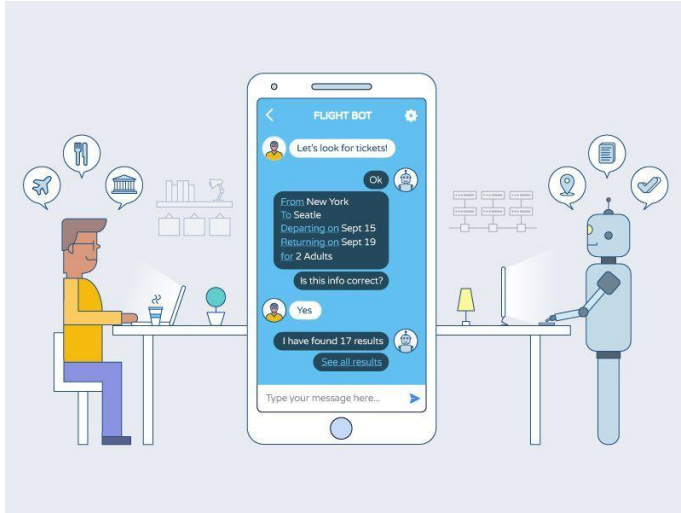 FLIGHT BOT
Let's look for tickets!
Ok
From New York
To Seatle
Departing on Sept 15
Returning on Sept 19
for 2 Adults
Is this info correct?
Yes
I have found 17 results
See all results
Type your message here...